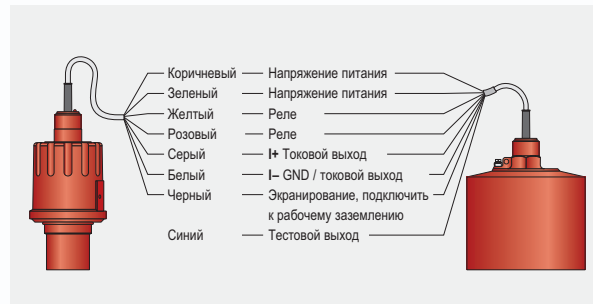 Коричневый — Напряжение питания
Зеленый — Напряжение питания
Желтый — Реле
Розовый — Реле
Серый — I+ Токовой выход
Белый — I– GND / токовой выход
Черный — Экранирование, подключить
к рабочему заземлению
Синий — Тестовой выход